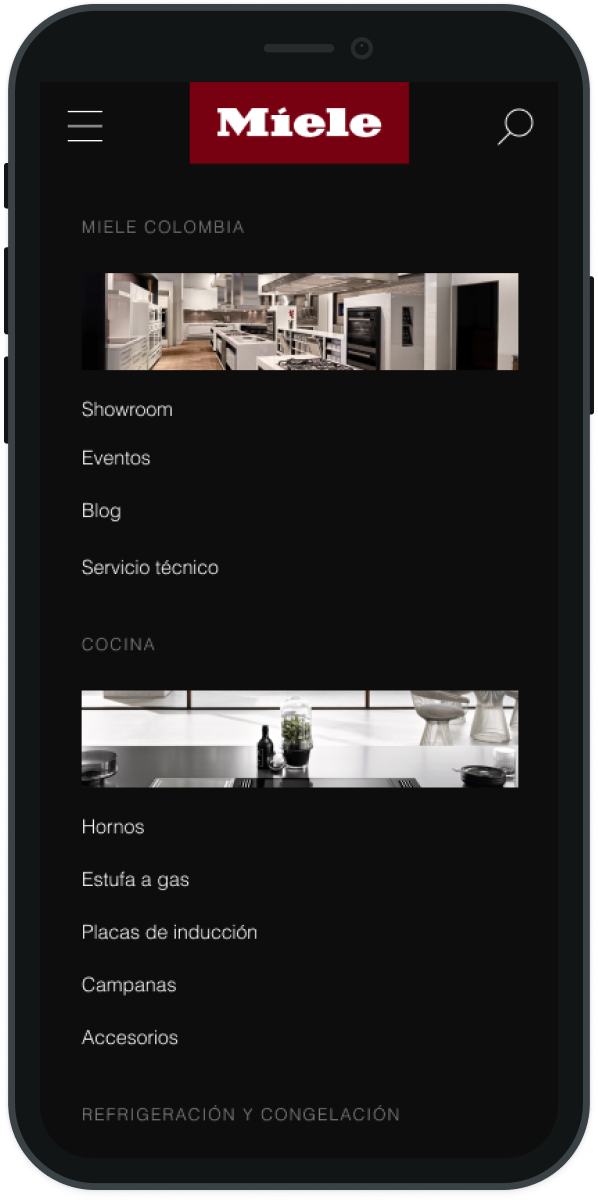 Miele
MIELE COLOMBIA
Showroom
Eventos
Blog
Servicio técnico
COCINA
Hornos
Estufa a gas
Placas de inducción
Campanas
Accesorios
REFRIGERACIÓN Y CONGELACIÓN